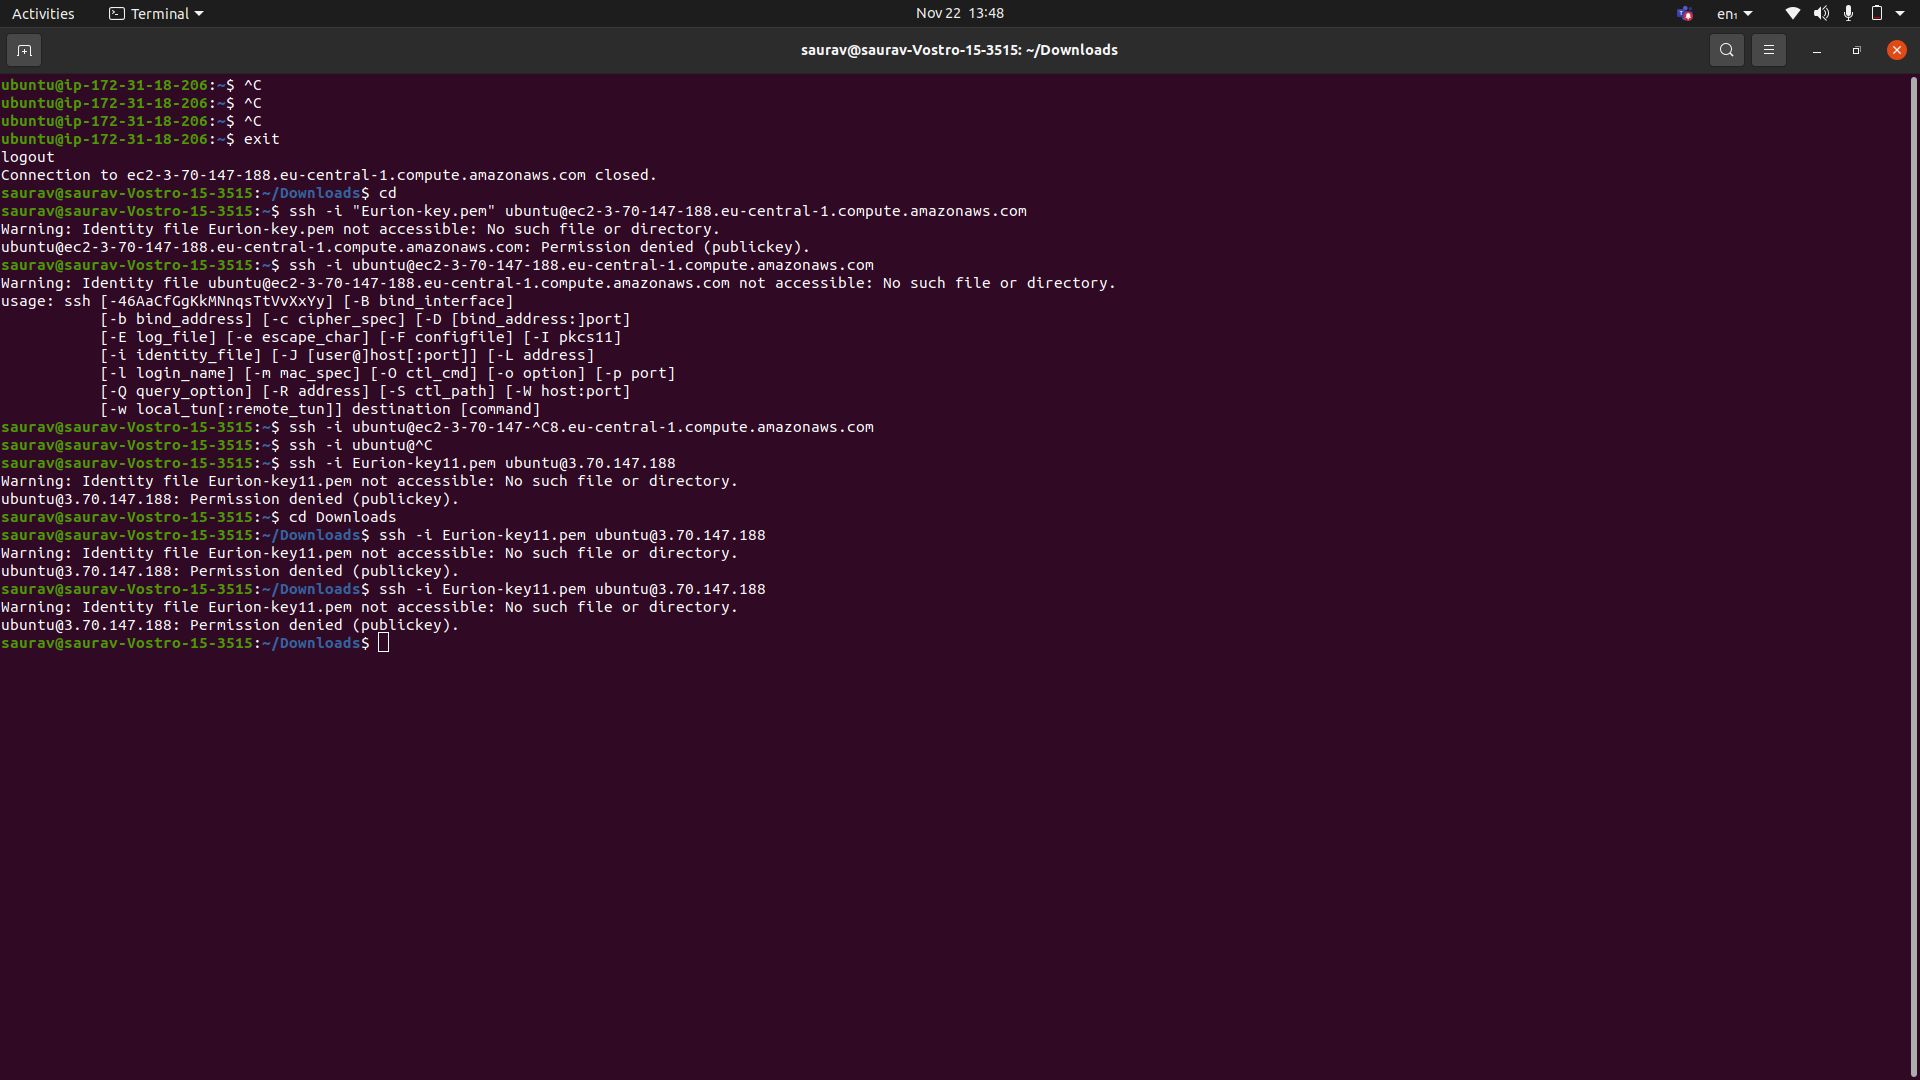 Activities Terminal Nov 22 13:48 en₁
saurav@saurav-Vostro-15-3515: ~/Downloads
ubuntu@ip-172-31-18-206:~$ ^C
ubuntu@ip-172-31-18-206:~$ ^C
ubuntu@ip-172-31-18-206:~$ ^C
ubuntu@ip-172-31-18-206:~$ exit
logout
Connection to ec2-3-70-147-188.eu-central-1.compute.amazonaws.com closed.
saurav@saurav-Vostro-15-3515:~/Downloads$ cd
saurav@saurav-Vostro-15-3515:~$ ssh -i "Eurion-key.pem" ubuntu@ec2-3-70-147-188.eu-central-1.compute.amazonaws.com
Warning: Identity file Eurion-key.pem not accessible: No such file or directory.
ubuntu@ec2-3-70-147-188.eu-central-1.compute.amazonaws.com: Permission denied (publickey).
saurav@saurav-Vostro-15-3515:~$ ssh -i ubuntu@ec2-3-70-147-188.eu-central-1.compute.amazonaws.com
Warning: Identity file ubuntu@ec2-3-70-147-188.eu-central-1.compute.amazonaws.com not accessible: No such file or directory.
usage: ssh [-46AaCfGgKkMNnqsTtVvXxYy] [-B bind_interface]
           [-b bind_address] [-c cipher_spec] [-D [bind_address:]port]
           [-E log_file] [-e escape_char] [-F configfile] [-I pkcs11]
           [-i identity_file] [-J [user@]host[:port]] [-L address]
           [-l login_name] [-m mac_spec] [-O ctl_cmd] [-o option] [-p port]
           [-Q query_option] [-R address] [-S ctl_path] [-W host:port]
           [-w local_tun[:remote_tun]] destination [command]
saurav@saurav-Vostro-15-3515:~$ ssh -i ubuntu@ec2-3-70-147-^C8.eu-central-1.compute.amazonaws.com
saurav@saurav-Vostro-15-3515:~$ ssh -i ubuntu@^C
saurav@saurav-Vostro-15-3515:~$ ssh -i Eurion-key11.pem ubuntu@3.70.147.188
Warning: Identity file Eurion-key11.pem not accessible: No such file or directory.
ubuntu@3.70.147.188: Permission denied (publickey).
saurav@saurav-Vostro-15-3515:~$ cd Downloads
saurav@saurav-Vostro-15-3515:~/Downloads$ ssh -i Eurion-key11.pem ubuntu@3.70.147.188
Warning: Identity file Eurion-key11.pem not accessible: No such file or directory.
ubuntu@3.70.147.188: Permission denied (publickey).
saurav@saurav-Vostro-15-3515:~/Downloads$ ssh -i Eurion-key11.pem ubuntu@3.70.147.188
Warning: Identity file Eurion-key11.pem not accessible: No such file or directory.
ubuntu@3.70.147.188: Permission denied (publickey).
saurav@saurav-Vostro-15-3515:~/Downloads$